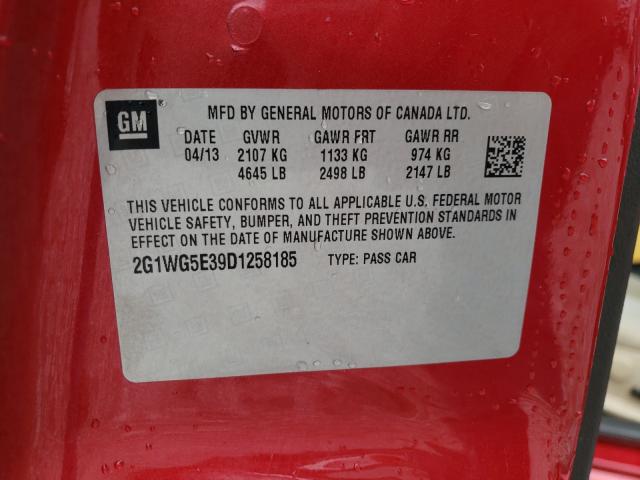 GM
MFD BY GENERAL MOTORS OF CANADA LTD.
DATE GVWR GAWR FRT GAWR RR
04/13 2107 KG 1133 KG 974 KG
4645 LB 2498 LB 2147 LB
THIS VEHICLE CONFORMS TO ALL APPLICABLE U.S. FEDERAL MOTOR
VEHICLE SAFETY, BUMPER, AND THEFT PREVENTION STANDARDS IN
EFFECT ON THE DATE OF MANUFACTURE SHOWN ABOVE.
2G1WG5E39D1258185 TYPE: PASS CAR